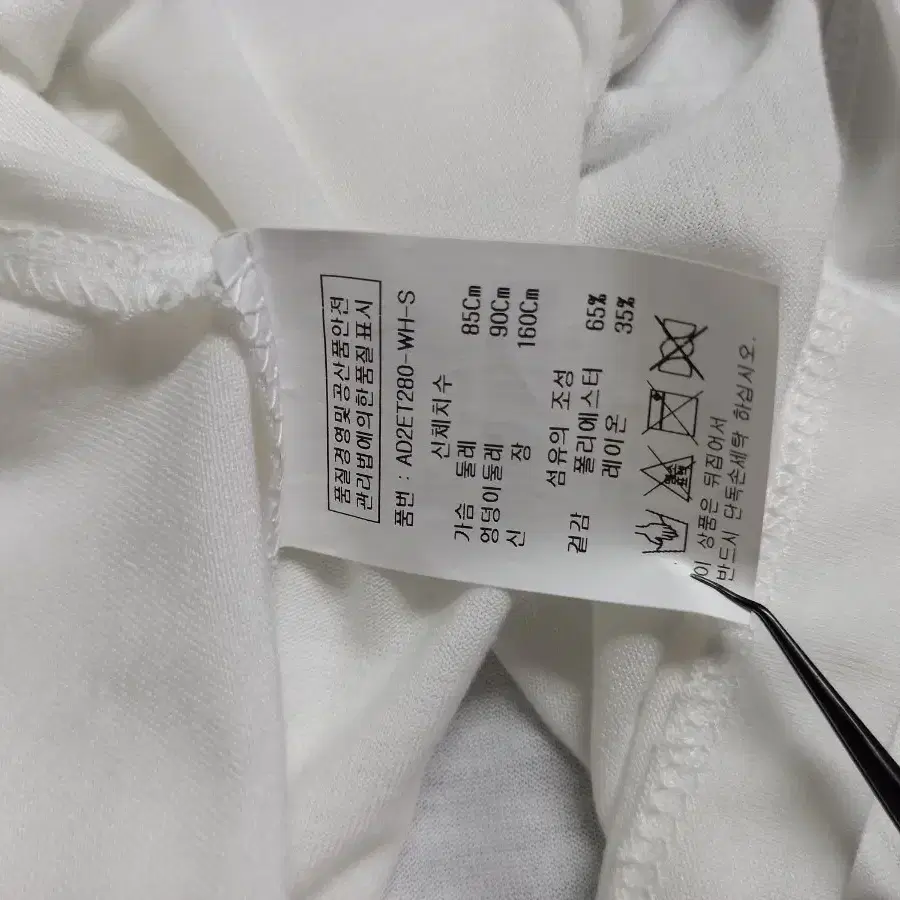 품질경영및공산품안전
관리법에의한품질표시
품번 : AD2ET280-WH-S
신체치수
가슴 둘레 85Cm
엉덩이둘레 90Cm
신 장 160Cm
섬유의 조성
겉감 폴리에스터 65%
레이온 35%
이 상품은 뒤집어서
반드시 단독손세탁 하십시오.